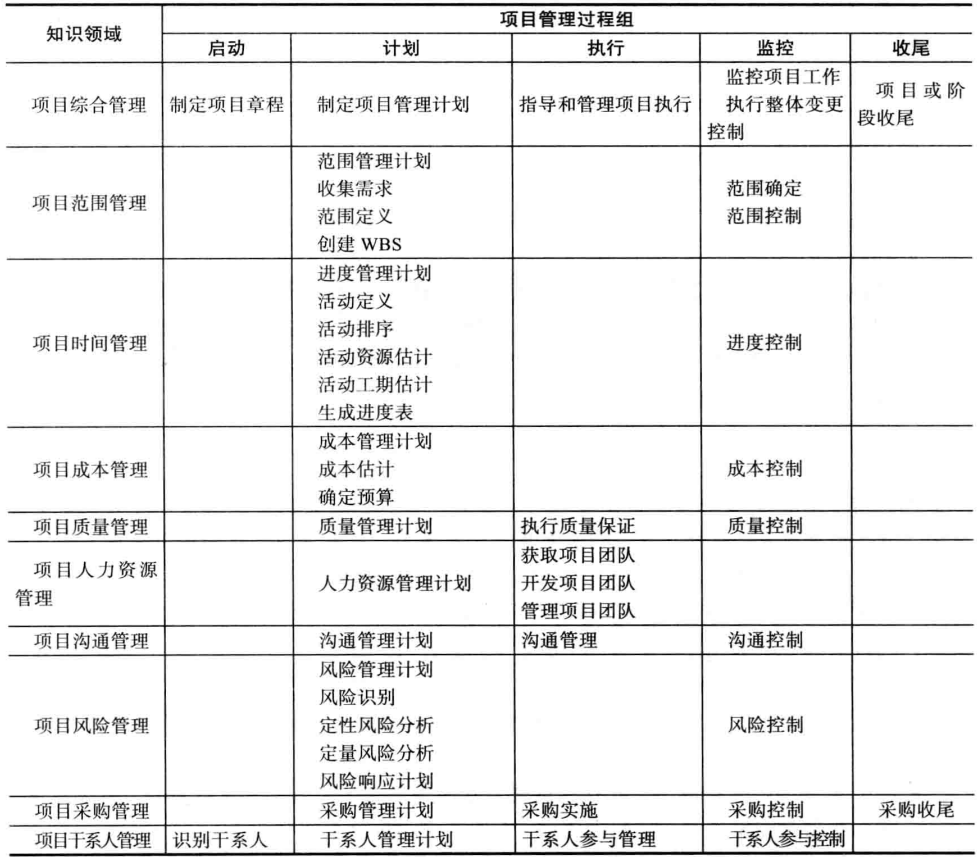 知识领域
项目管理过程组
启动 计划 执行 监控 收尾
项目综合管理
制定项目章程
制定项目管理计划
指导和管理项目执行
监控项目工作
执行整体变更
控制
项目或阶
段收尾
项目范围管理
范围管理计划
收集需求
范围定义
创建 WBS
范围确定
范围控制
项目时间管理
进度管理计划
活动定义
活动排序
活动资源估计
活动工期估计
生成进度表
进度控制
项目成本管理
成本管理计划
成本估计
确定预算
成本控制
项目质量管理
质量管理计划
执行质量保证
质量控制
项目人力资源
管理
人力资源管理计划
获取项目团队
开发项目团队
管理项目团队
项目沟通管理
沟通管理计划
沟通管理
沟通控制
项目风险管理
风险管理计划
风险识别
定性风险分析
定量风险分析
风险响应计划
风险控制
项目采购管理
采购管理计划
采购实施
采购控制
采购收尾
项目干系人管理
识别干系人
干系人管理计划
干系人参与管理
干系人参与控制